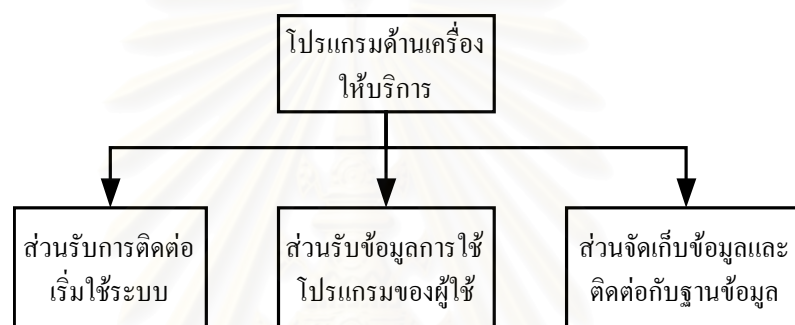 โปรแกรมด้านเครื่อง
ให้บริการ
ส่วนรับการติดต่อ
เริ่มใช้ระบบ
ส่วนรับข้อมูลการใช้
โปรแกรมของผู้ใช้
ส่วนจัดเก็บข้อมูลและ
ติดต่อกับฐานข้อมูล